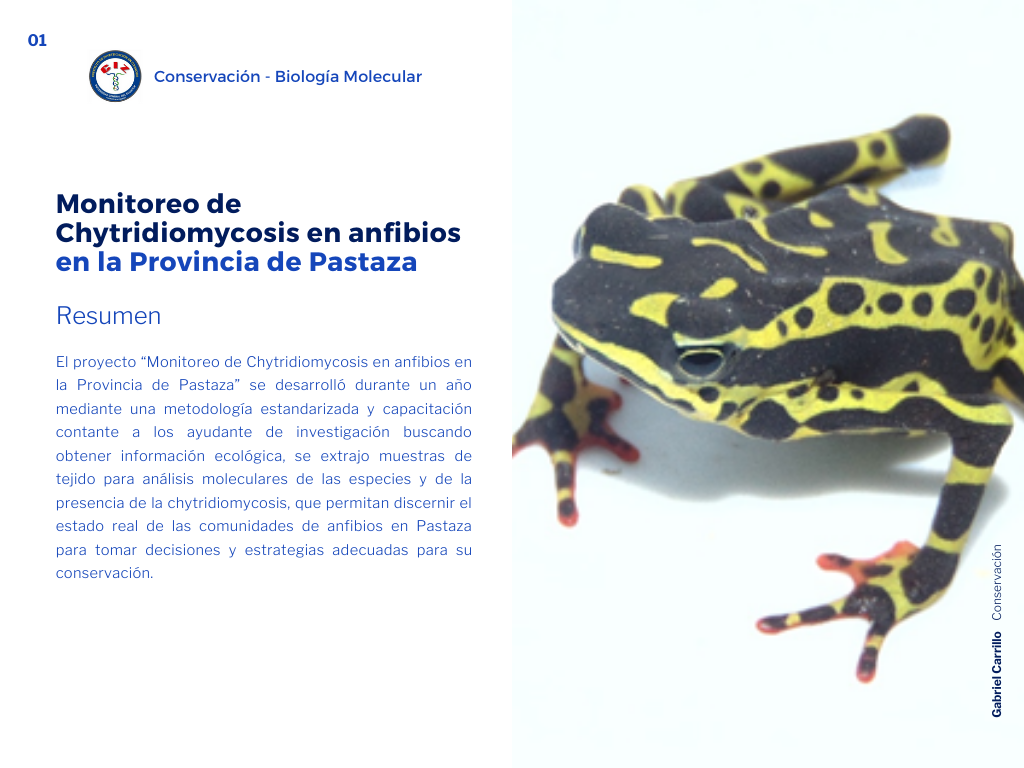 01
Conservación - Biología Molecular
Monitoreo de
Chytridiomycosis en anfibios
en la Provincia de Pastaza
Resumen
El proyecto “Monitoreo de Chytridiomycosis en anfibios en
la Provincia de Pastaza” se desarrolló durante un año
mediante una metodología estandarizada y capacitación
contante a los ayudante de investigación buscando
obtener información ecológica, se extrajo muestras de
tejido para análisis moleculares de las especies y de la
presencia de la chytridiomycosis, que permitan discernir el
estado real de las comunidades de anfibios en Pastaza
para tomar decisiones y estrategias adecuadas para su
conservación.
Gabriel Carrillo Conservación